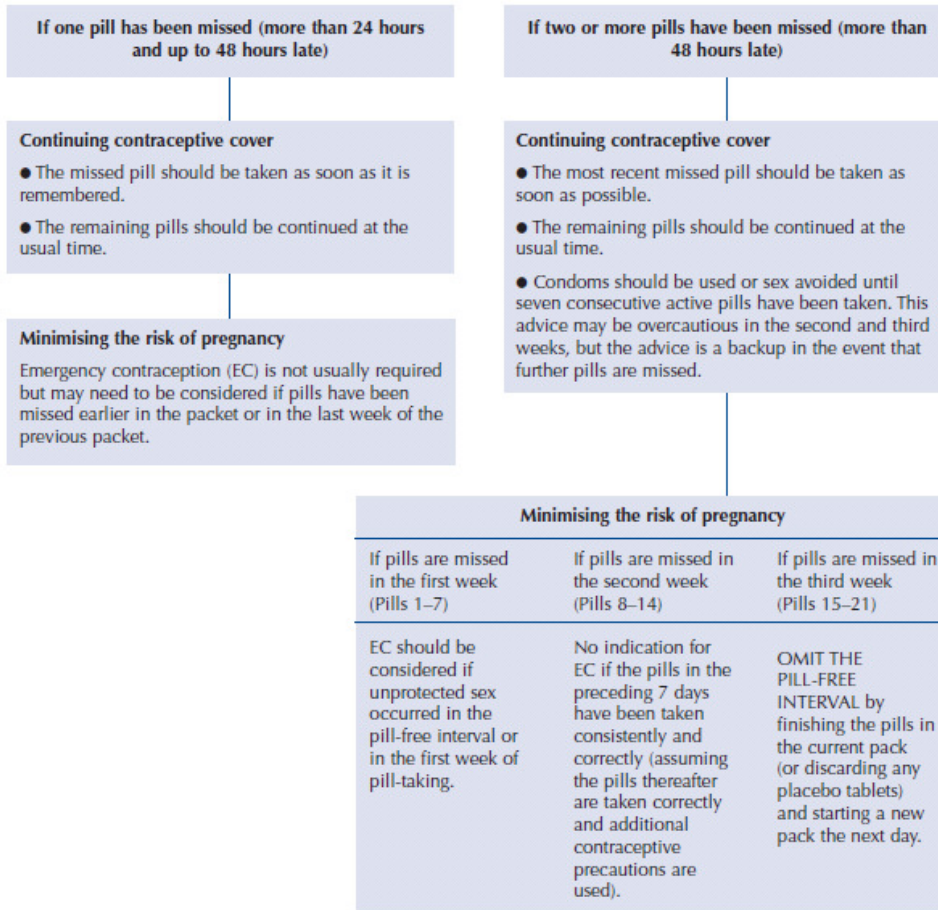 If one pill has been missed (more than 24 hours
and up to 48 hours late)
Continuing contraceptive cover
● The missed pill should be taken as soon as it is
remembered.
● The remaining pills should be continued at the
usual time.
Minimising the risk of pregnancy
Emergency contraception (EC) is not usually required
but may need to be considered if pills have been
missed earlier in the packet or in the last week of the
previous packet.
If two or more pills have been missed (more than
48 hours late)
Continuing contraceptive cover
● The most recent missed pill should be taken as
soon as possible.
● The remaining pills should be continued at the
usual time.
● Condoms should be used or sex avoided until
seven consecutive active pills have been taken. This
advice may be overcautious in the second and third
weeks, but the advice is a backup in the event that
further pills are missed.
Minimising the risk of pregnancy
If pills are missed
in the first week
(Pills 1–7)
EC should be
considered if
unprotected sex
occurred in the
pill-free interval or
in the first week of
pill-taking.
If pills are missed in
the second week
(Pills 8–14)
No indication for
EC if the pills in the
preceding 7 days
have been taken
consistently and
correctly (assuming
the pills thereafter
are taken correctly
and additional
contraceptive
precautions are
used).
If pills are missed in
the third week
(Pills 15–21)
OMIT THE
PILL-FREE
INTERVAL by
finishing the pills in
the current pack
(or discarding any
placebo tablets)
and starting a new
pack the next day.